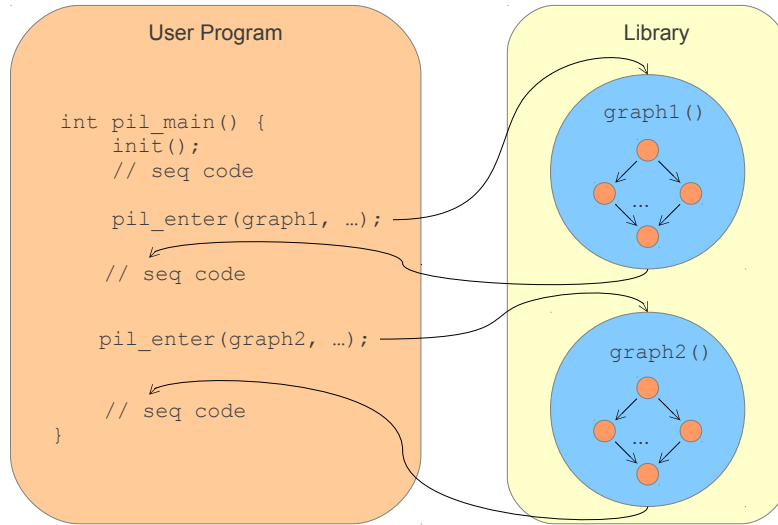 User Program
int pil_main() {
init();
// seq code
pil_enter(graph1, …);
// seq code
pil_enter(graph2, …);
// seq code
}
Library
graph1()
...
graph2()
...